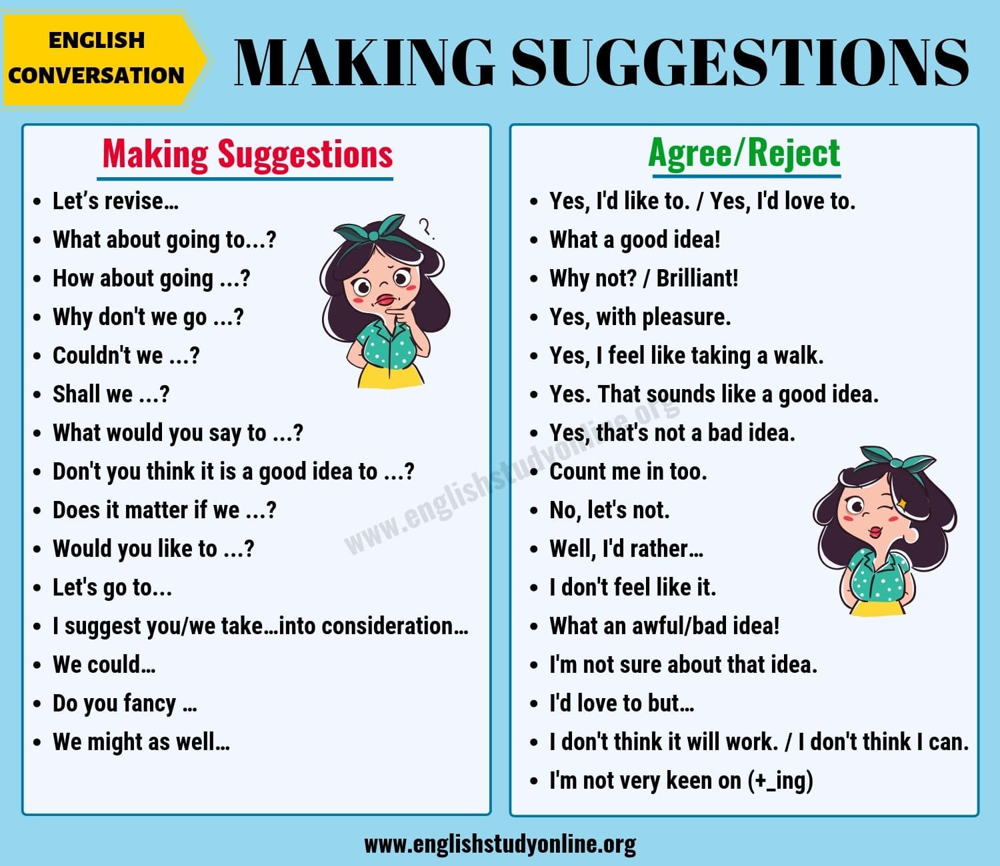 ENGLISH
CONVERSATION
MAKING SUGGESTIONS
Making Suggestions
• Let’s revise...
• What about going to...?
• How about going ...?
• Why don't we go ...?
• Couldn't we ...?
• Shall we ...?
• What would you say to ...?
• Don't you think it is a good idea to ...?
• Does it matter if we ...?
• Would you like to ...?
• Let's go to...
• I suggest you/we take...into consideration...
• We could...
• Do you fancy ...
• We might as well...
Agree/Reject
• Yes, I'd like to. / Yes, I'd love to.
• What a good idea!
• Why not? / Brilliant!
• Yes, with pleasure.
• Yes, I feel like taking a walk.
• Yes. That sounds like a good idea.
• Yes, that's not a bad idea.
• Count me in too.
• No, let's not.
• Well, I'd rather...
• I don't feel like it.
• What an awful/bad idea!
• I'm not sure about that idea.
• I'd love to but...
• I don't think it will work. / I don't think I can.
• I'm not very keen on (+_ing)
?.
www.englishstudyonline.org
www.englishstudyonline.org